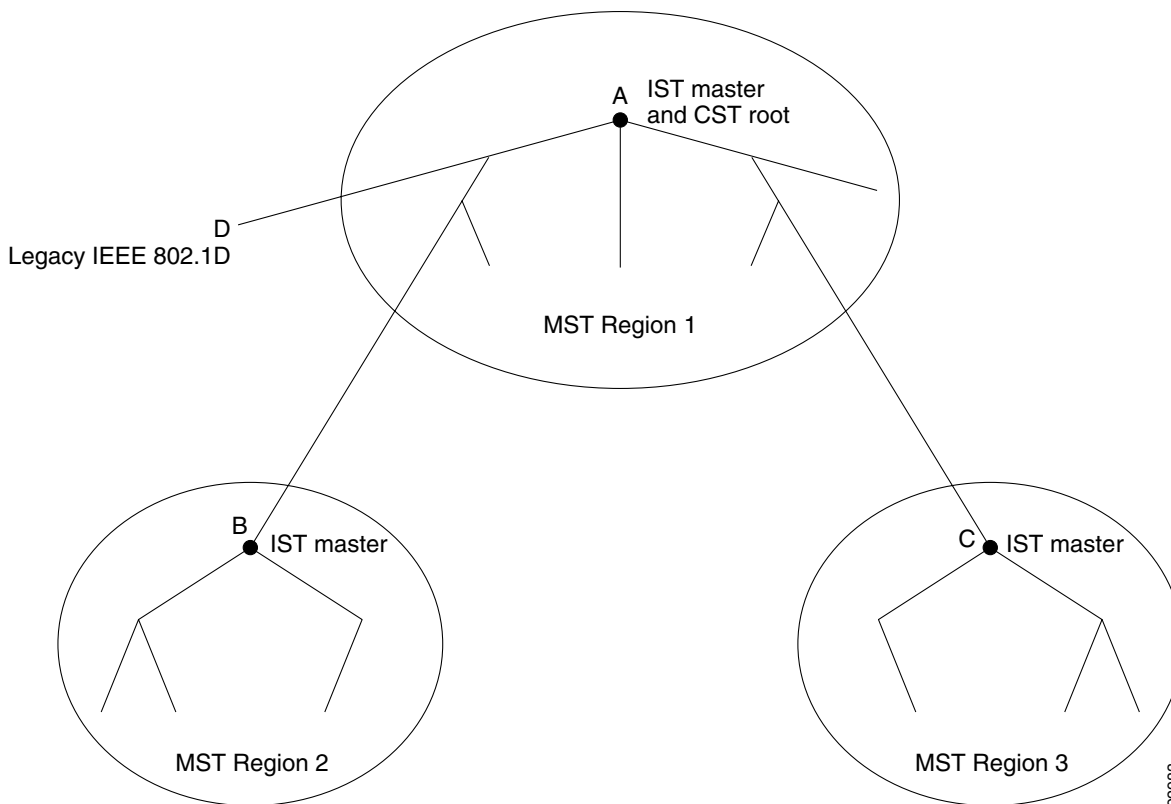 A
IST master
and CST root
D
Legacy IEEE 802.1D
MST Region 1
B
IST master
C
IST master
MST Region 2
MST Region 3